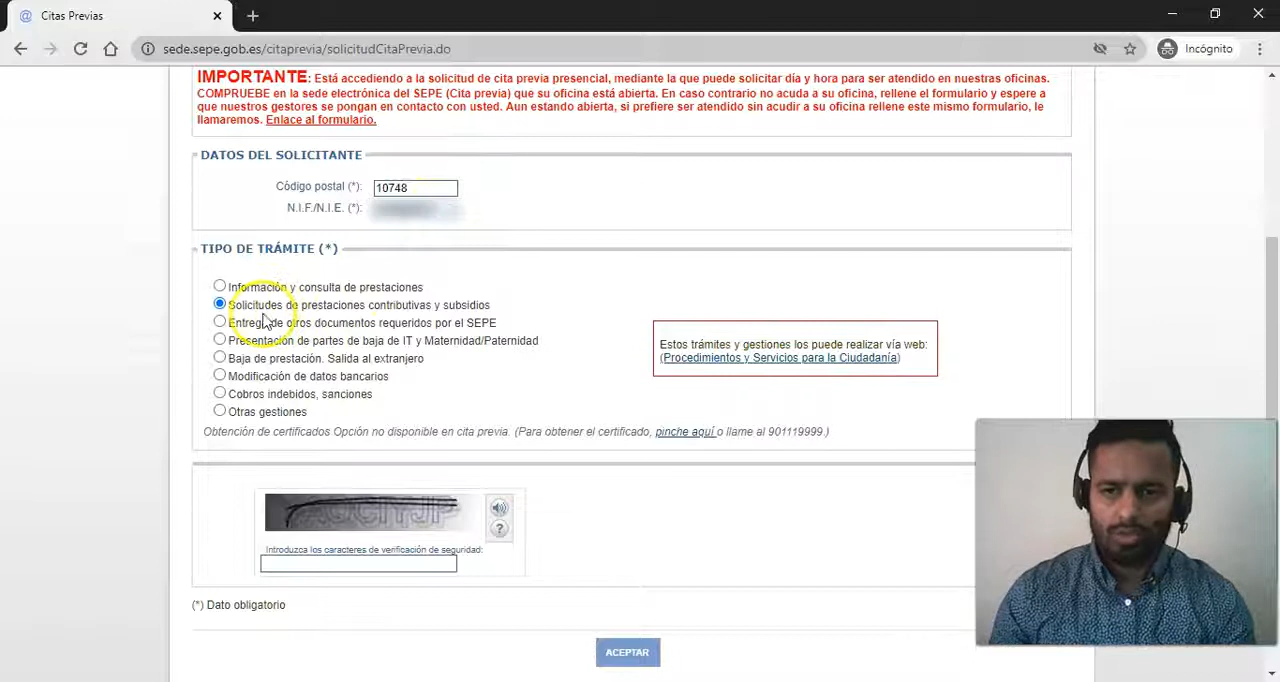 @ Citas Previas
sede.sepe.gob.es/citaprevia/solicitudCitaPrevia.do
Incógnito
IMPORTANTE: Está accediendo a la solicitud de cita previa presencial, mediante la que puede solicitar día y hora para ser atendido en nuestras oficinas.
COMPRUEBE en la sede electrónica del SEPE (Cita previa) que su oficina está abierta. En caso contrario no acuda a su oficina, rellene el formulario y espere a
que nuestros gestores se pongan en contacto con usted. Aun estando abierta, si prefiere ser atendido sin acudir a su oficina rellene este mismo formulario, le
llamaremos. Enlace al formulario.
DATOS DEL SOLICITANTE
Código postal (*): 10748
N.I.F./N.I.E. (*):
TIPO DE TRÁMITE (*)
Información y consulta de prestaciones
Solicitudes de prestaciones contributivas y subsidios
Entrega de otros documentos requeridos por el SEPE
Presentación de partes de baja de IT y Maternidad/Paternidad
Baja de prestación. Salida al extranjero
Modificación de datos bancarios
Cobros indebidos, sanciones
Otras gestiones
Estos trámites y gestiones los puede realizar vía web:
(Procedimientos y Servicios para la Ciudadanía)
Obtención de certificados Opción no disponible en cita previa. (Para obtener el certificado, pinche aquí o llame al 901119999.)
?
Introduzca los caracteres de verificación de seguridad:
(*) Dato obligatorio
ACEPTAR